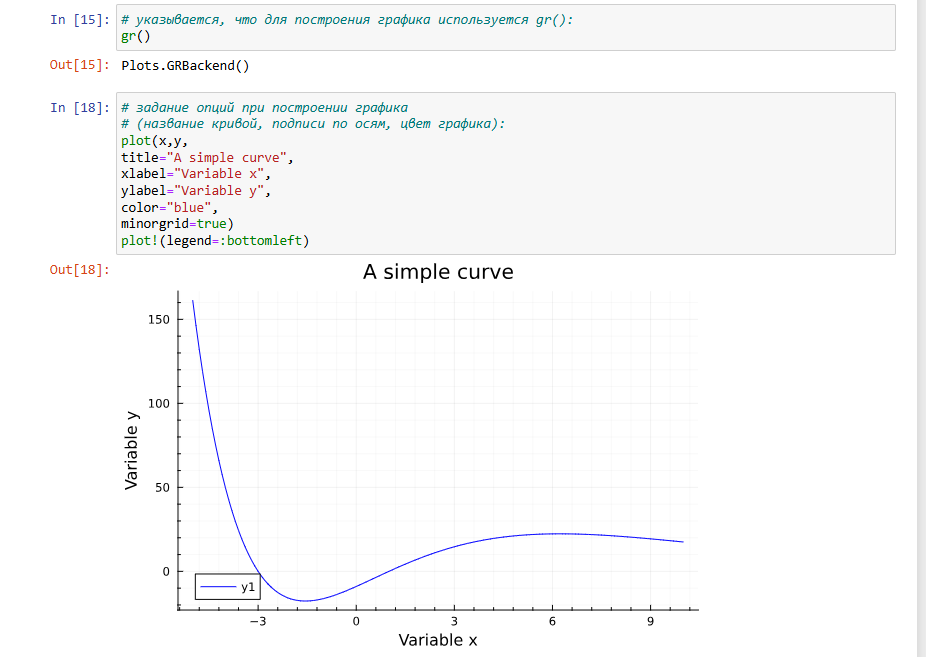 In [15]: # указывается, что для построения графика используется gr():
gr()
Out[15]: Plots.GRBackend()
In [18]: # задание опций при построении графика
# (название кривой, подписи по осям, цвет графика):
plot(x,y,
title="A simple curve",
xlabel="Variable x",
ylabel="Variable y",
color="blue",
minorgrid=true)
plot!(legend=:bottomleft)
Out[18]:
A simple curve
150
100
50
0
Variable y
y1
−3 0 3 6 9
Variable x